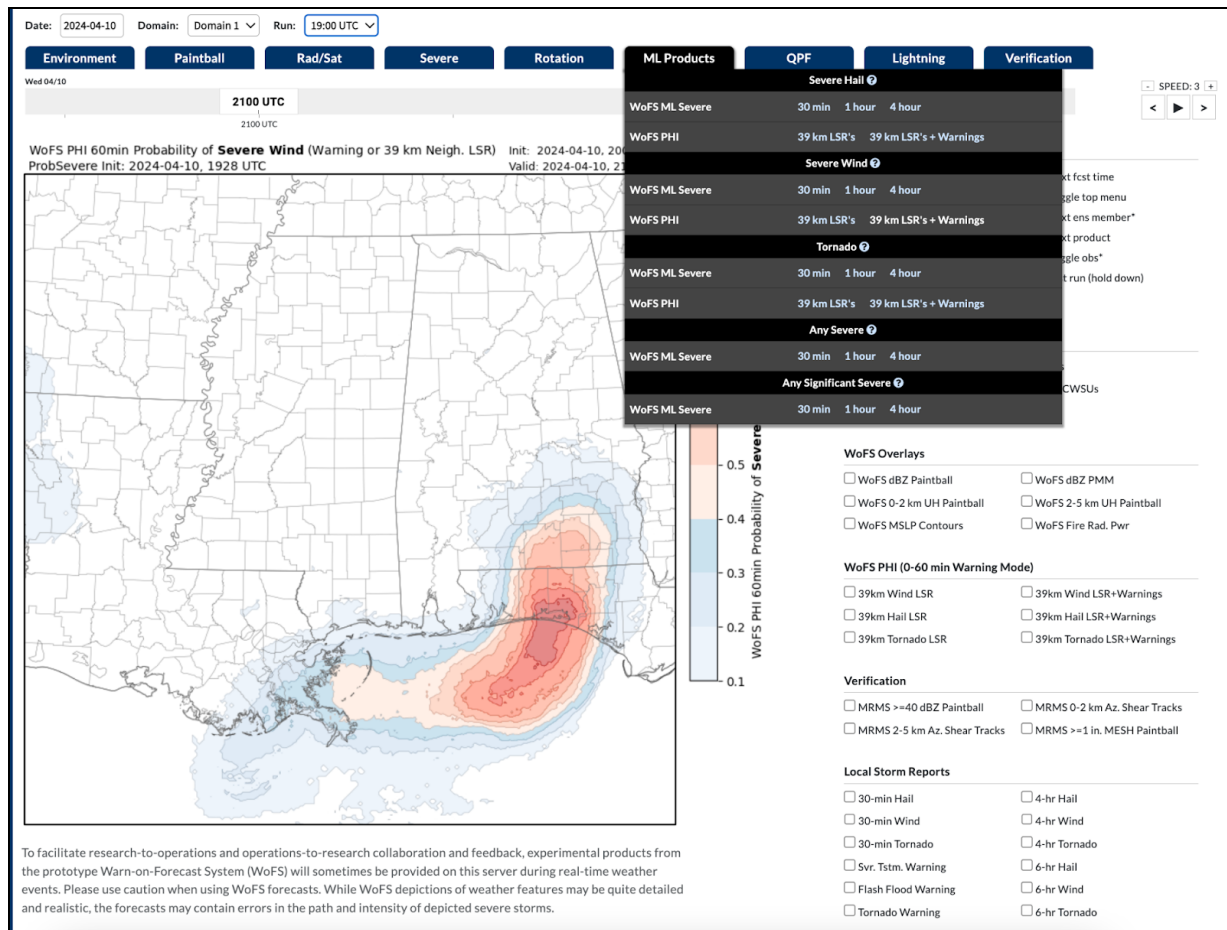 Date: 2024-04-10 Domain: Domain 1 Run: 19:00 UTC
Environment Paintball Rad/Sat Severe Rotation ML Products QPF Lightning Verification
Wed 04/10
2100 UTC
2100 UTC
- SPEED: 3 +
< ▶ >
WoFS PHI 60min Probability of Severe Wind (Warning or 39 km Neigh. LSR) Init: 2024-04-10, 200
ProbSevere Init: 2024-04-10, 1928 UTC Valid: 2024-04-10, 21
Severe Hail ?
WoFS ML Severe 30 min 1 hour 4 hour
WoFS PHI 39 km LSR's 39 km LSR's + Warnings
Severe Wind ?
WoFS ML Severe 30 min 1 hour 4 hour
WoFS PHI 39 km LSR's 39 km LSR's + Warnings
Tornado ?
WoFS ML Severe 30 min 1 hour 4 hour
WoFS PHI 39 km LSR's 39 km LSR's + Warnings
Any Severe ?
WoFS ML Severe 30 min 1 hour 4 hour
Any Significant Severe ?
WoFS ML Severe 30 min 1 hour 4 hour
xt fcst time
ggle top menu
xt ens member*
xt product
ggle obs*
t run (hold down)
CWSUs
0.5
0.4
0.3
0.2
0.1
WoFS PHI 60min Probability of Severe
WoFS Overlays
WoFS dBZ Paintball WoFS dBZ PMM
WoFS 0-2 km UH Paintball WoFS 2-5 km UH Paintball
WoFS MSLP Contours WoFS Fire Rad. Pwr
WoFS PHI (0-60 min Warning Mode)
39km Wind LSR 39km Wind LSR+Warnings
39km Hail LSR 39km Hail LSR+Warnings
39km Tornado LSR 39km Tornado LSR+Warnings
Verification
MRMS >=40 dBZ Paintball MRMS 0-2 km Az. Shear Tracks
MRMS 2-5 km Az. Shear Tracks MRMS >=1 in. MESH Paintball
Local Storm Reports
30-min Hail 4-hr Hail
30-min Wind 4-hr Wind
30-min Tornado 4-hr Tornado
Svr. Tstm. Warning 6-hr Hail
Flash Flood Warning 6-hr Wind
Tornado Warning 6-hr Tornado
To facilitate research-to-operations and operations-to-research collaboration and feedback, experimental products from
the prototype Warn-on-Forecast System (WoFS) will sometimes be provided on this server during real-time weather
events. Please use caution when using WoFS forecasts. While WoFS depictions of weather features may be quite detailed
and realistic, the forecasts may contain errors in the path and intensity of depicted severe storms.